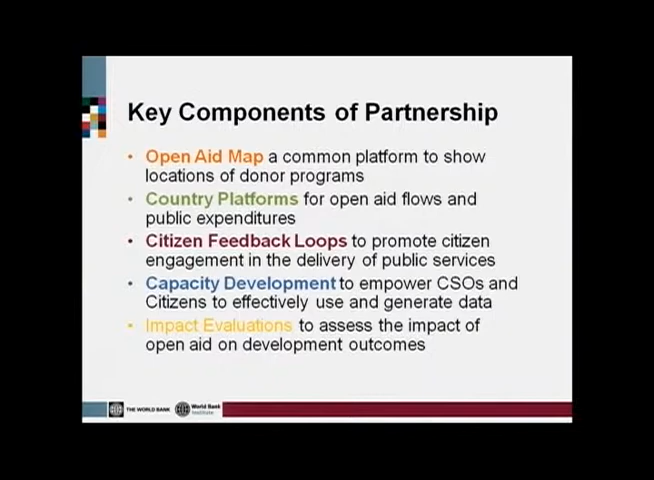 Key Components of Partnership
• Open Aid Map a common platform to show
locations of donor programs
• Country Platforms for open aid flows and
public expenditures
• Citizen Feedback Loops to promote citizen
engagement in the delivery of public services
• Capacity Development to empower CSOs and
Citizens to effectively use and generate data
• Impact Evaluations to assess the impact of
open aid on development outcomes
THE WORLD BANK
World Bank
Institute